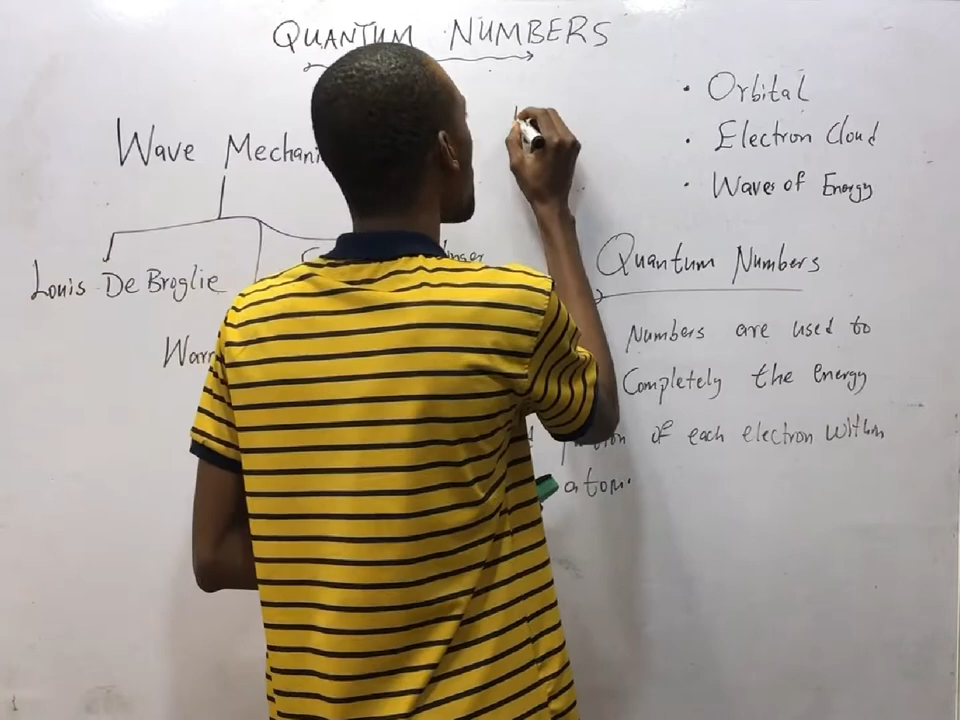 QUANTUM NUMBERS
Wave Mechani
Louis De Broglie
• Orbital
• Electron Cloud
• Waves of Energy
Quantum Numbers
Numbers are used to
Completely the energy
of each electron within
atom.